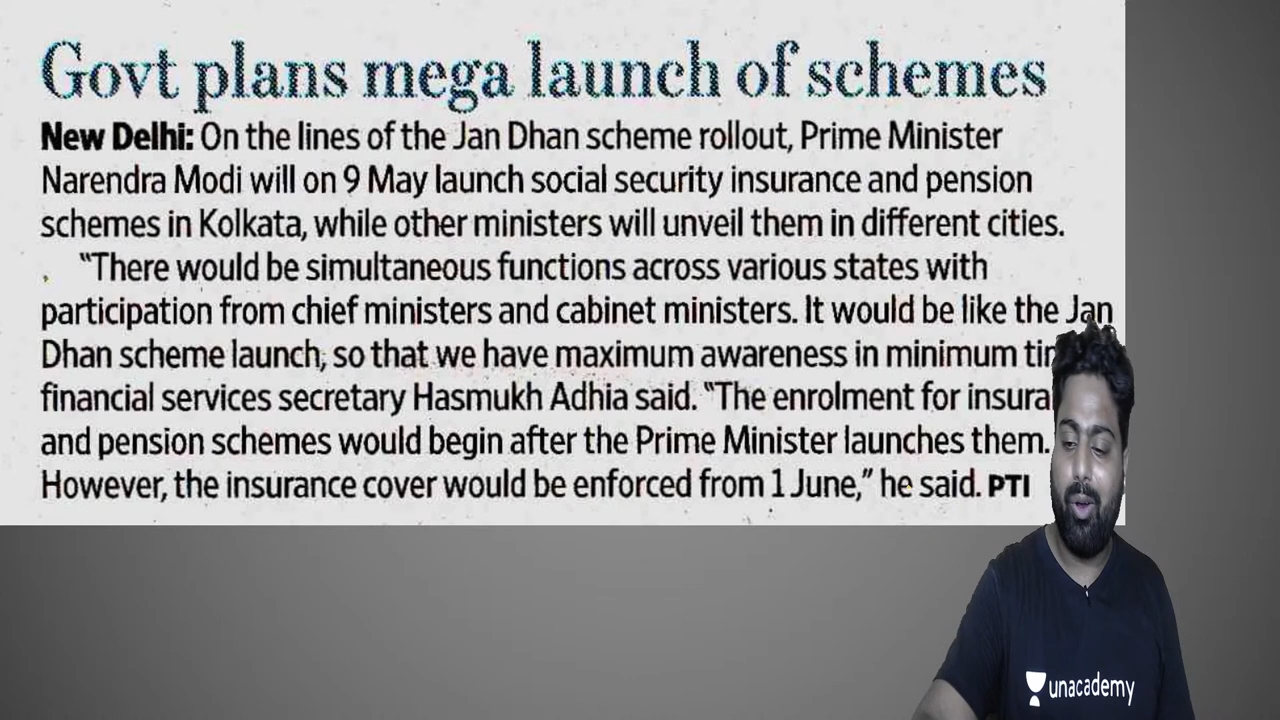 Govt plans mega launch of schemes
New Delhi: On the lines of the Jan Dhan scheme rollout, Prime Minister
Narendra Modi will on 9 May launch social security insurance and pension
schemes in Kolkata, while other ministers will unveil them in different cities.
"There would be simultaneous functions across various states with
participation from chief ministers and cabinet ministers. It would be like the Jan
Dhan scheme launch, so that we have maximum awareness in minimum
financial services secretary Hasmukh Adhia said. "The enrolment for
and pension schemes would begin after the Prime Minister launches them.
However, the insurance cover would be enforced from 1 June," he said. PTI
unacademy